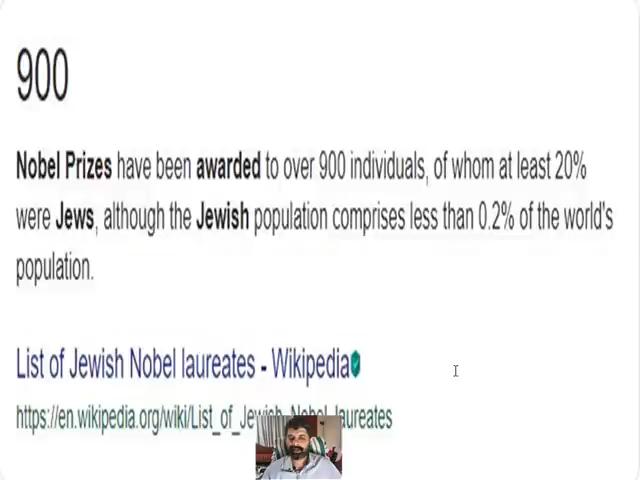 900
Nobel Prizes have been awarded to over 900 individuals, of whom at least 20%
were Jews, although the Jewish population comprises less than 0.2% of the world's
population.
List of Jewish Nobel laureates - Wikipedia
https://en.wikipedia.org/wiki/List_of_Jewish_Nobel_laureates